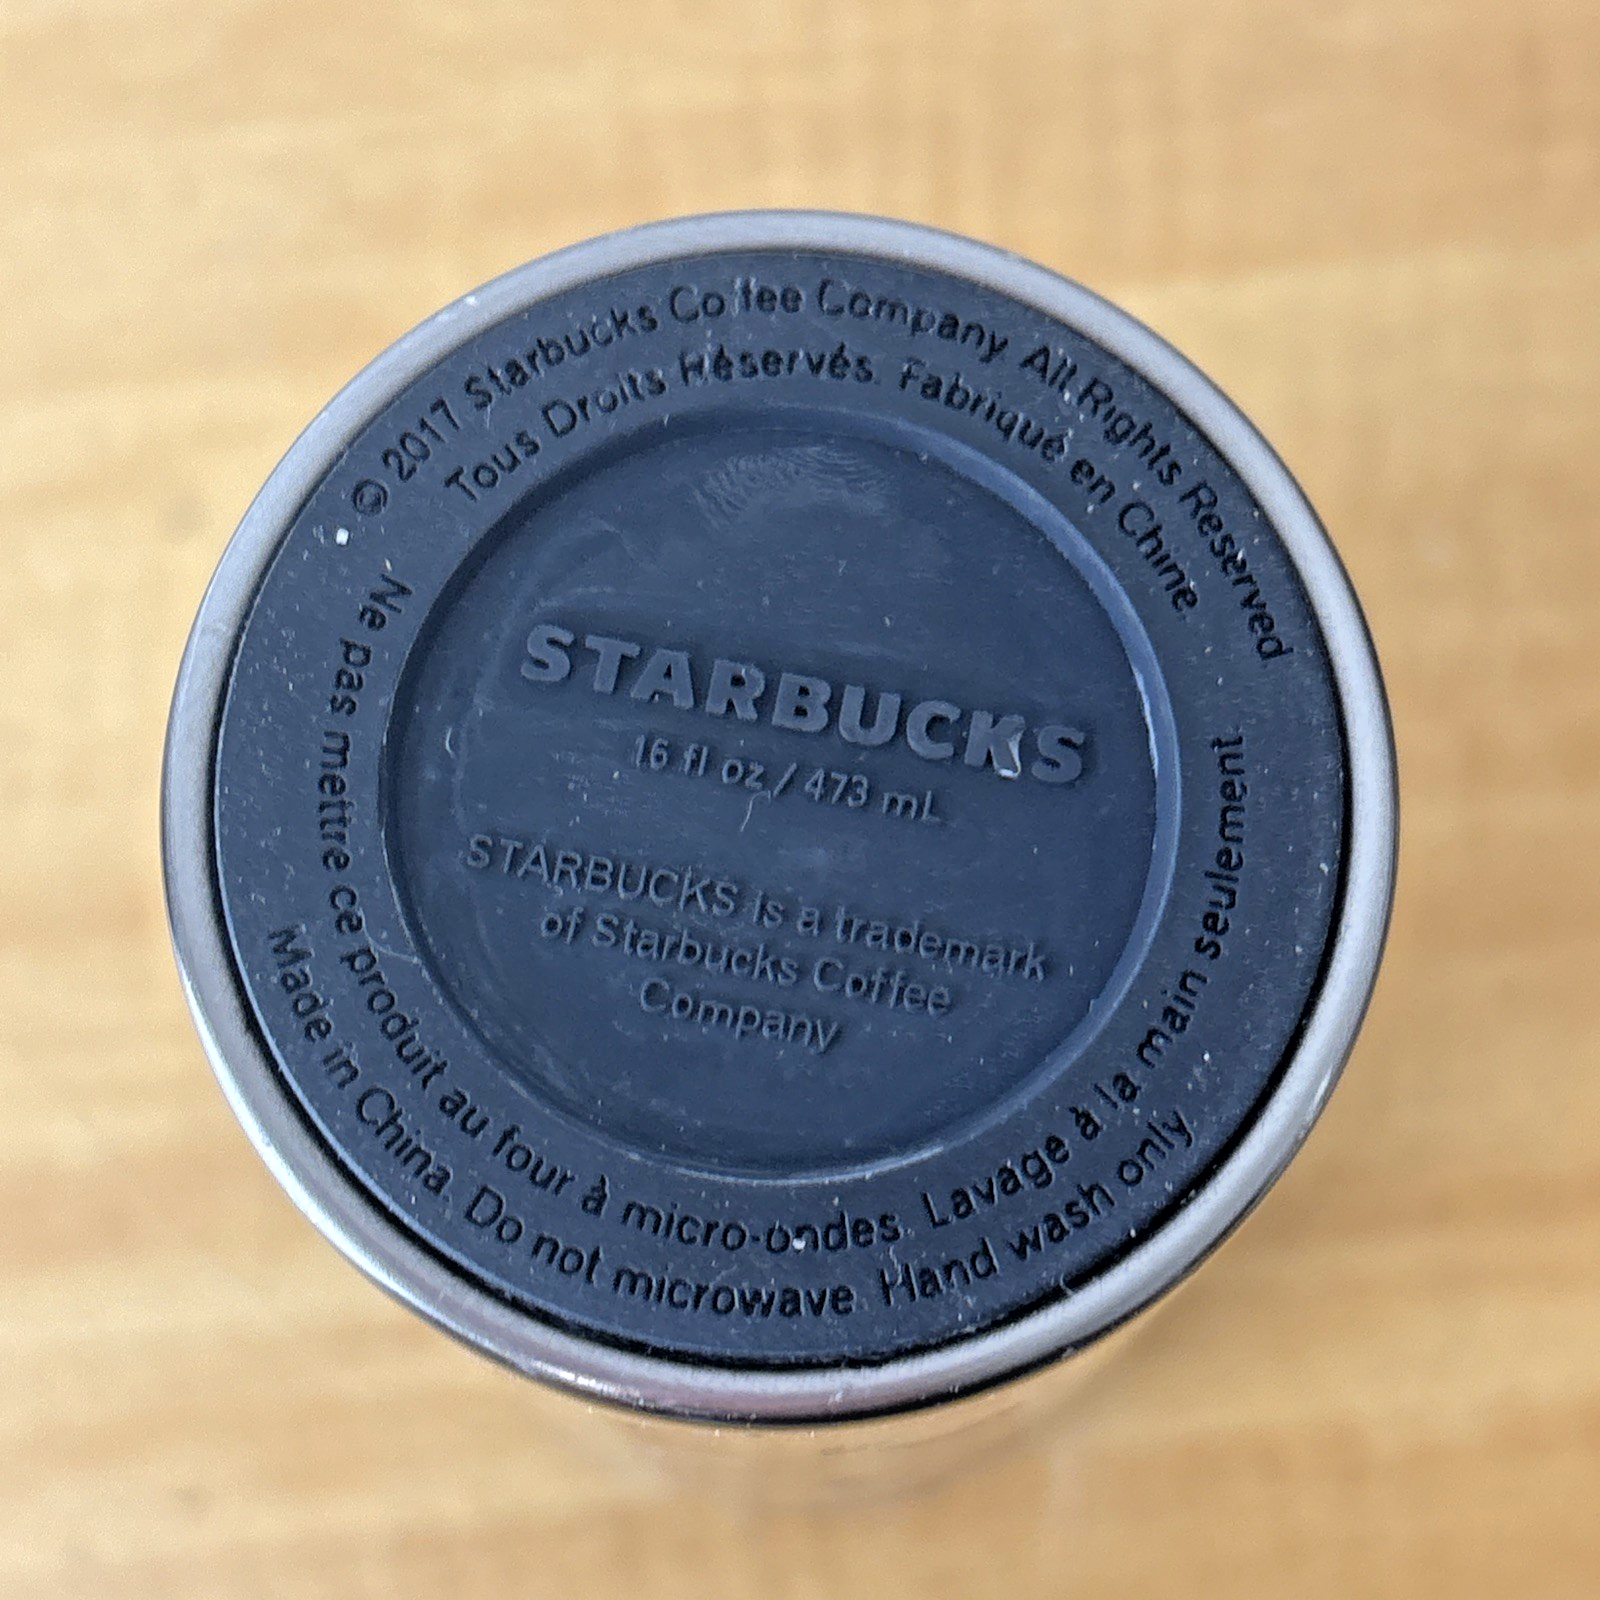 © 2017 Starbucks Coffee Company. All Rights Reserved
Tous Droits Réservés. Fabriqué en Chine.
STARBUCKS
16 fl oz / 473 mL
STARBUCKS is a trademark
of Starbucks Coffee
Company
Ne pas mettre ce produit au four à micro-ondes. Lavage à la main seulement
Made in China. Do not microwave. Hand wash only